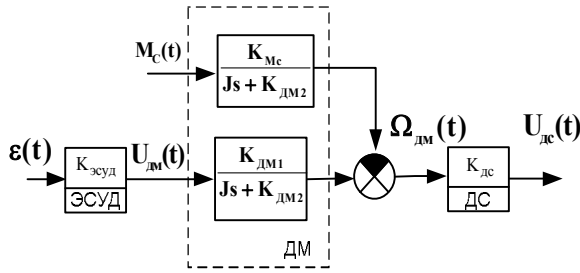 M_C(t)
K_Mc
Js + K_ДМ2
ε(t)
K_эсуд
ЭСУД
U_дм(t)
K_ДМ1
Js + K_ДМ2
ДМ
Ω_дм(t)
K_дс
ДС
U_дс(t)